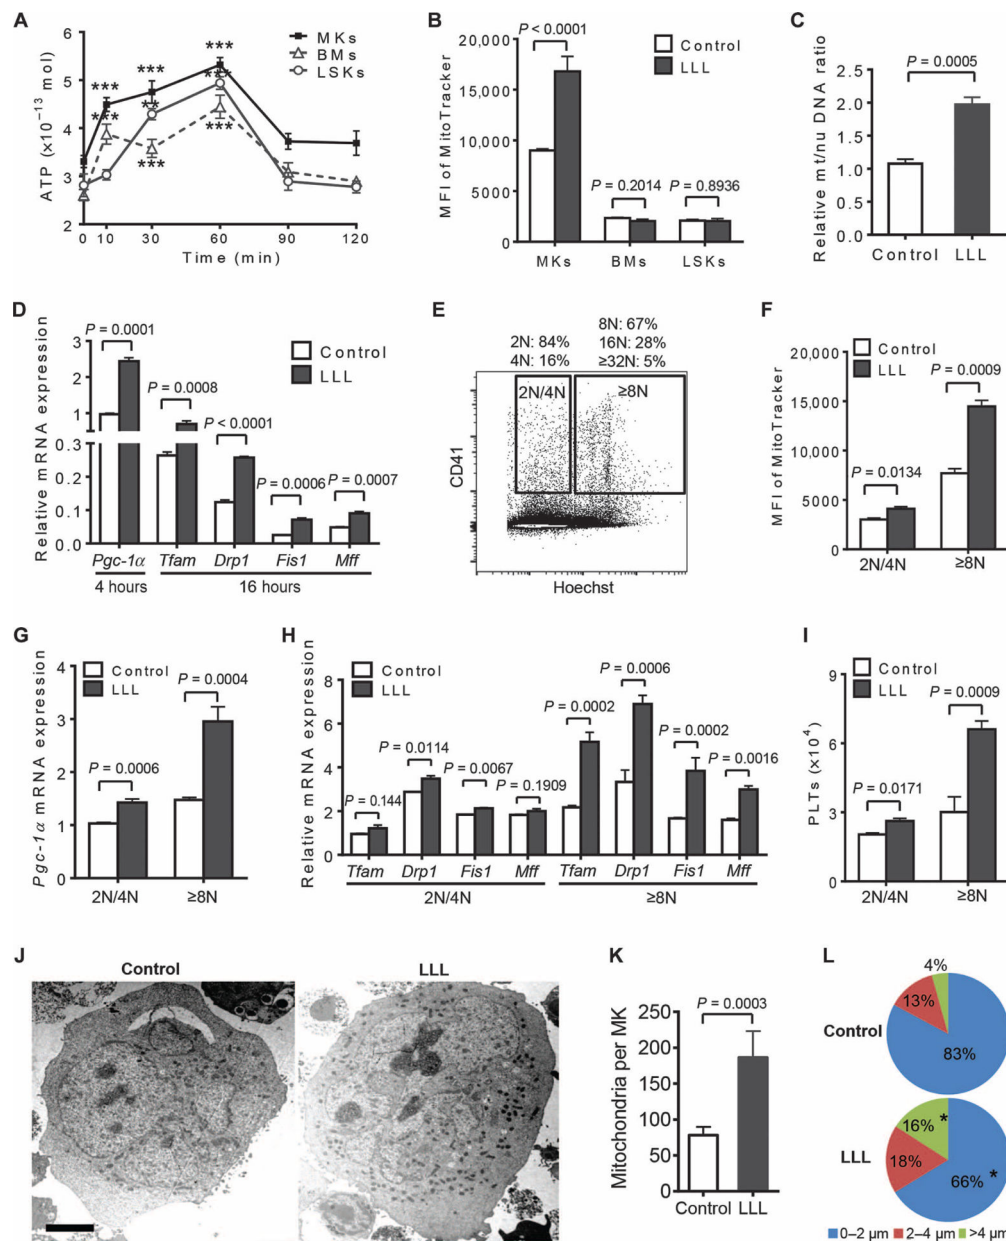 A
ATP (×10⁻¹³ mol)
6
5
4
3
2
0 10 30 60 90 120
Time (min)
MKs
BMs
LSKs
***
***
***
**
***
***
***
***
B
MFI of MitoTracker
20,000
15,000
10,000
5000
0
P < 0.0001
P = 0.2014
P = 0.8936
Control
LLL
MKs BMs LSKs
C
Relative mt/nu DNA ratio
2.5
2.0
1.5
1.0
0.5
0.0
P = 0.0005
Control LLL
D
Relative mRNA expression
3
2
1
0.3
0.2
0.1
0.0
P = 0.0001
P = 0.0008
P < 0.0001
P = 0.0006
P = 0.0007
Control
LLL
Pgc-1α Tfam Drp1 Fis1 Mff
4 hours 16 hours
E
2N: 84%
4N: 16%
8N: 67%
16N: 28%
≥32N: 5%
2N/4N
≥8N
CD41
Hoechst
F
MFI of MitoTracker
20,000
15,000
10,000
5000
0
Control
LLL
P = 0.0134
P = 0.0009
2N/4N ≥8N
G
Pgc-1α mRNA expression
4
3
2
1
0
Control
LLL
P = 0.0006
P = 0.0004
2N/4N ≥8N
H
Relative mRNA expression
8
6
4
2
0
Control
LLL
P = 0.144
P = 0.0114
P = 0.0067
P = 0.1909
P = 0.0002
P = 0.0006
P = 0.0002
P = 0.0016
Tfam Drp1 Fis1 Mff Tfam Drp1 Fis1 Mff
2N/4N ≥8N
I
PLTs (×10⁴)
9
6
3
0
Control
LLL
P = 0.0171
P = 0.0009
2N/4N ≥8N
J
Control
LLL
K
Mitochondria per MK
250
200
150
100
50
0
P = 0.0003
Control LLL
L
Control
4%
13%
83%
LLL
16% *
18%
66% *
0–2 μm 2–4 μm >4 μm